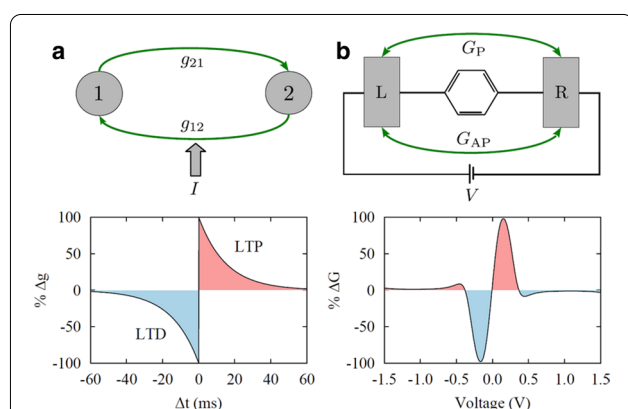 a
g21
1
2
g12
I
b
GP
L
R
GAP
V
% Δg
100
50
0
-50
-100
LTP
LTD
-60 -40 -20 0 20 40 60
Δt (ms)
% ΔG
100
50
0
-50
-100
-1.5 -1.0 -0.5 0.0 0.5 1.0 1.5
Voltage (V)